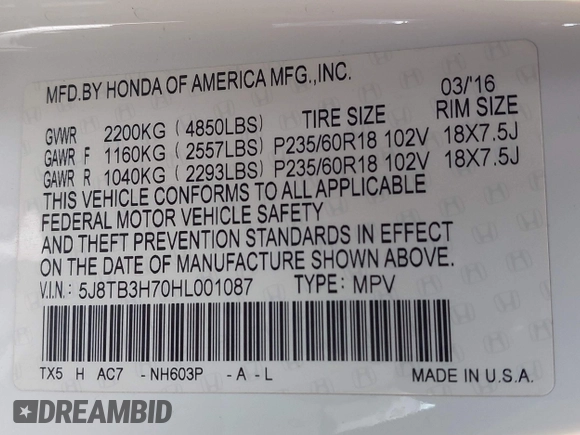 MFD.BY HONDA OF AMERICA MFG.,INC.
03/'16
GVWR 2200KG (4850LBS) TIRE SIZE RIM SIZE
GAWR F 1160KG (2557LBS) P235/60R18 102V 18X7.5J
GAWR R 1040KG (2293LBS) P235/60R18 102V 18X7.5J
THIS VEHICLE CONFORMS TO ALL APPLICABLE
FEDERAL MOTOR VEHICLE SAFETY
AND THEFT PREVENTION STANDARDS IN EFFECT
ON THE DATE OF MANUFACTURE SHOWN ABOVE.
V.I.N: 5J8TB3H70HL001087 TYPE: MPV
TX5 H AC7 -NH603P -A -L MADE IN U.S.A.
DREAMBID